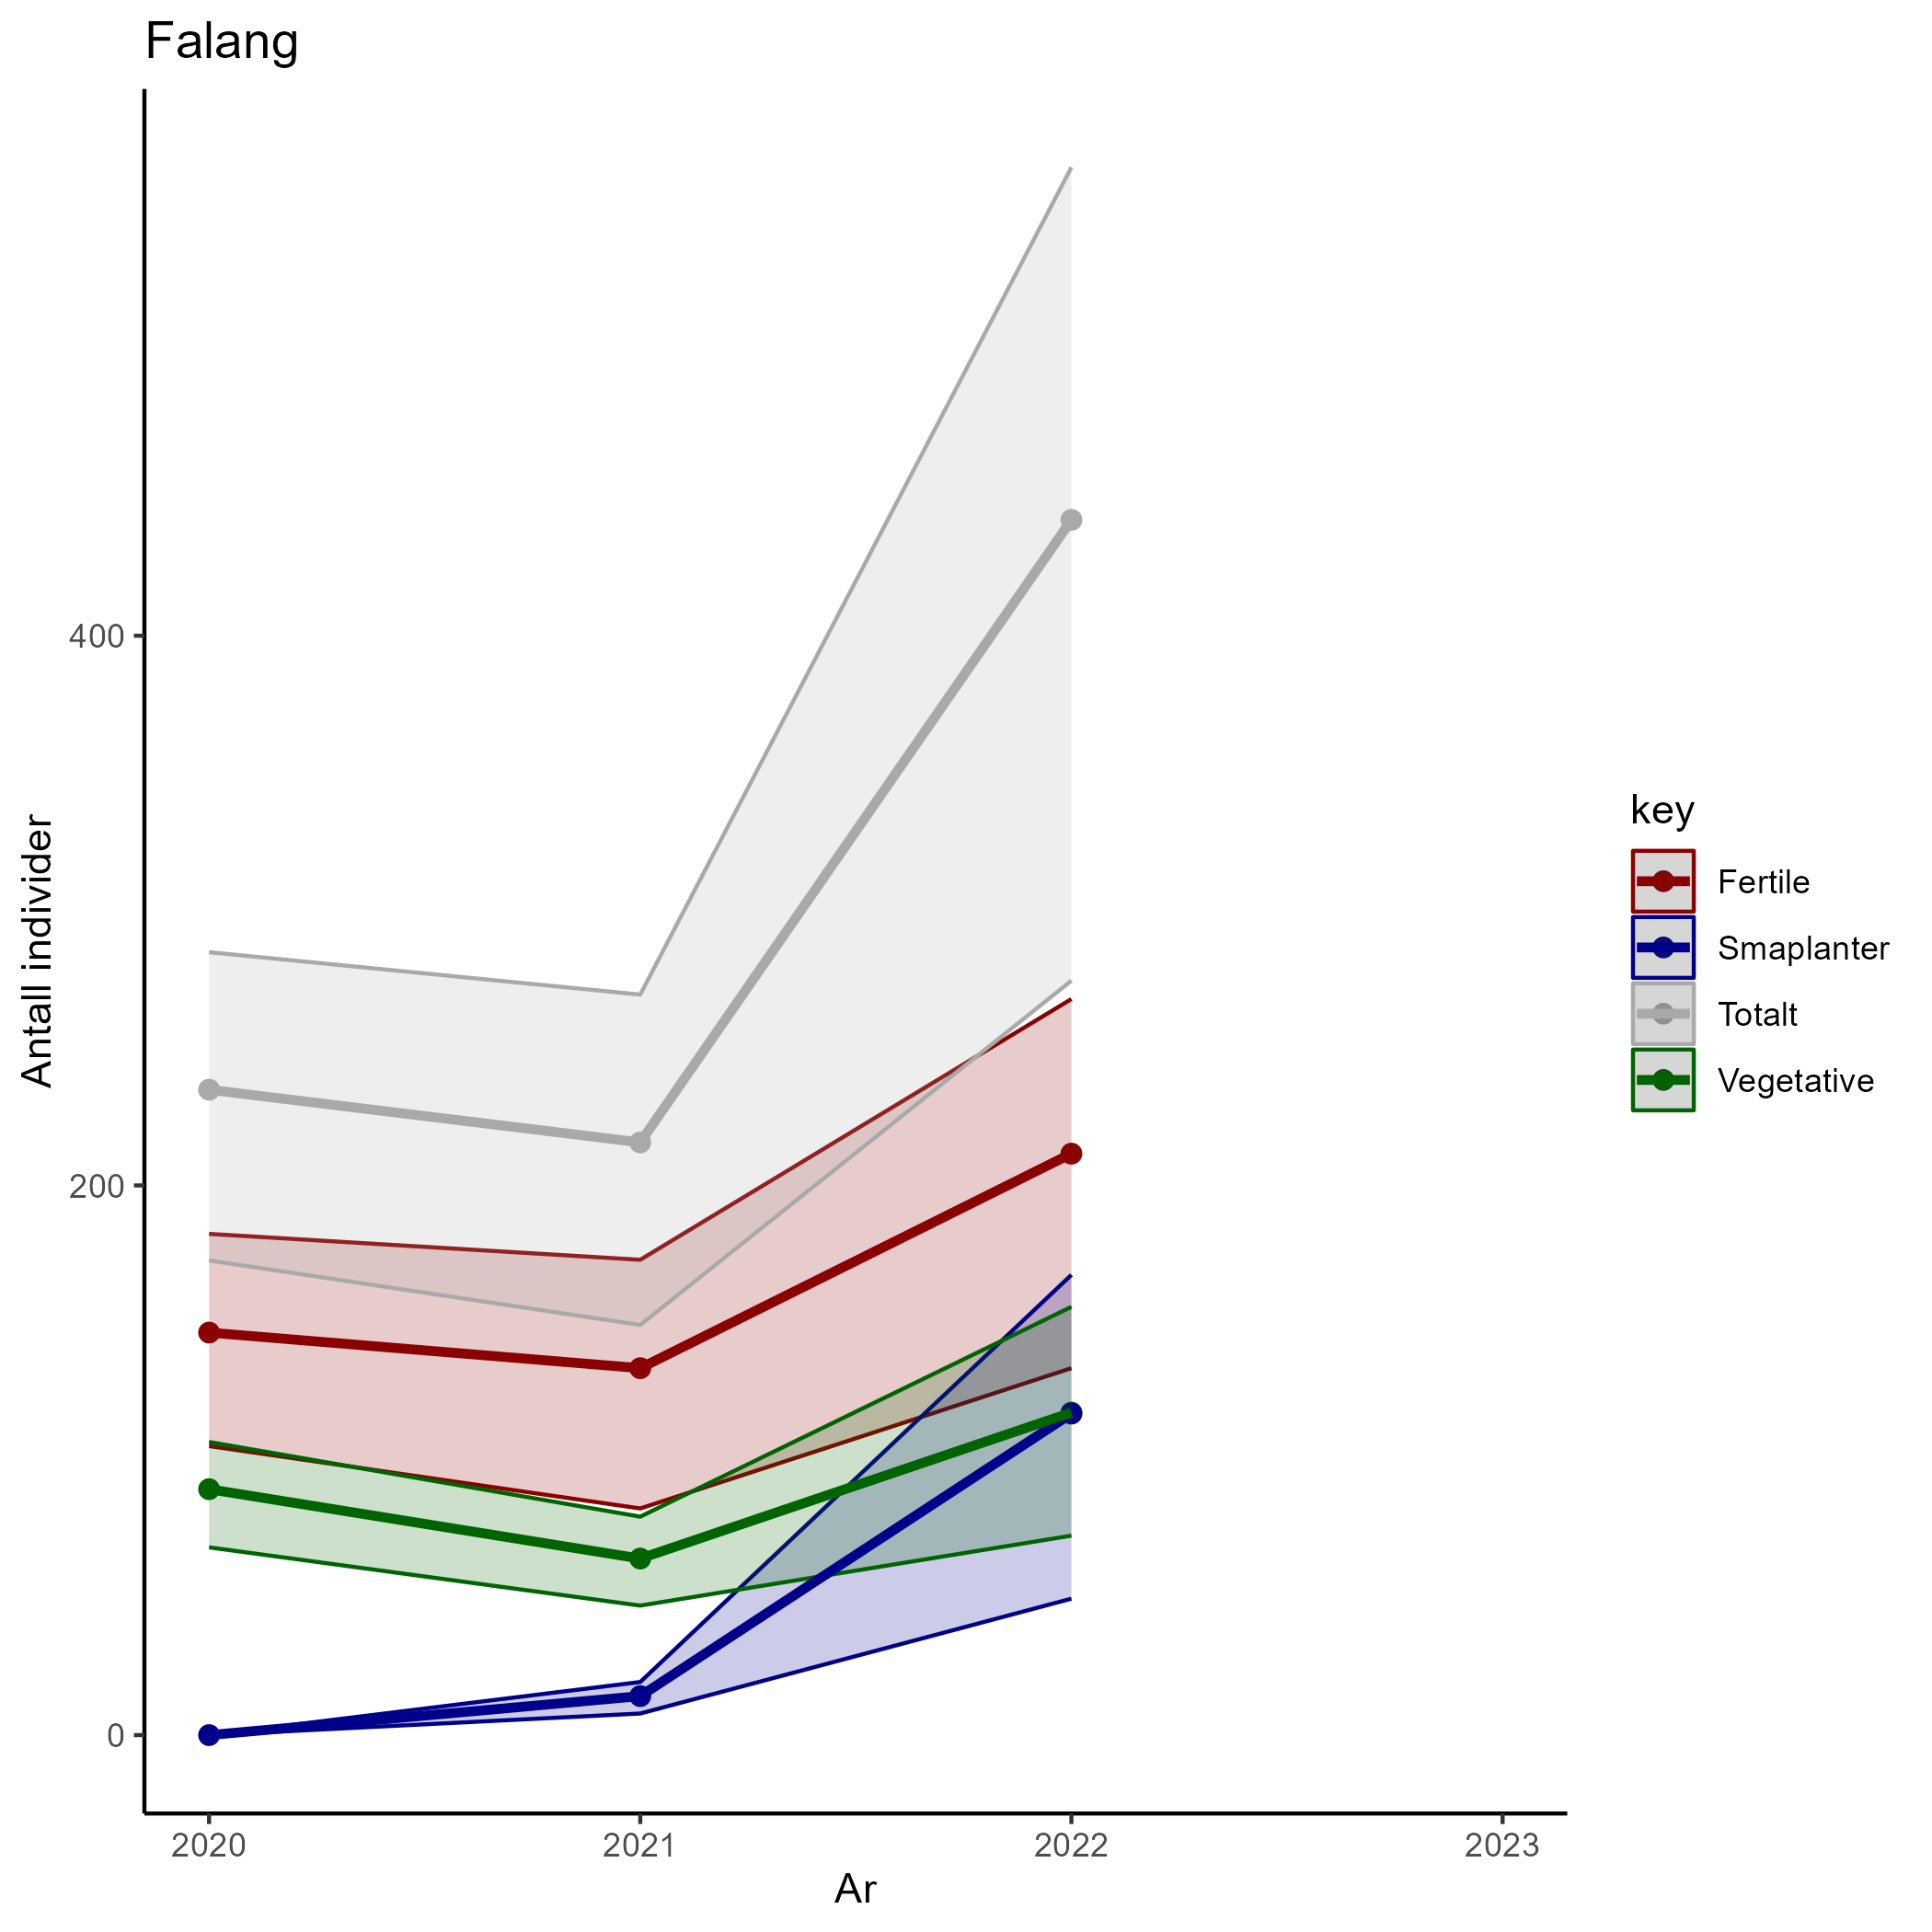 Falang
Antall individer
400
200
0
2020
2021
2022
2023
Ar
key
Fertile
Smaplanter
Totalt
Vegetative